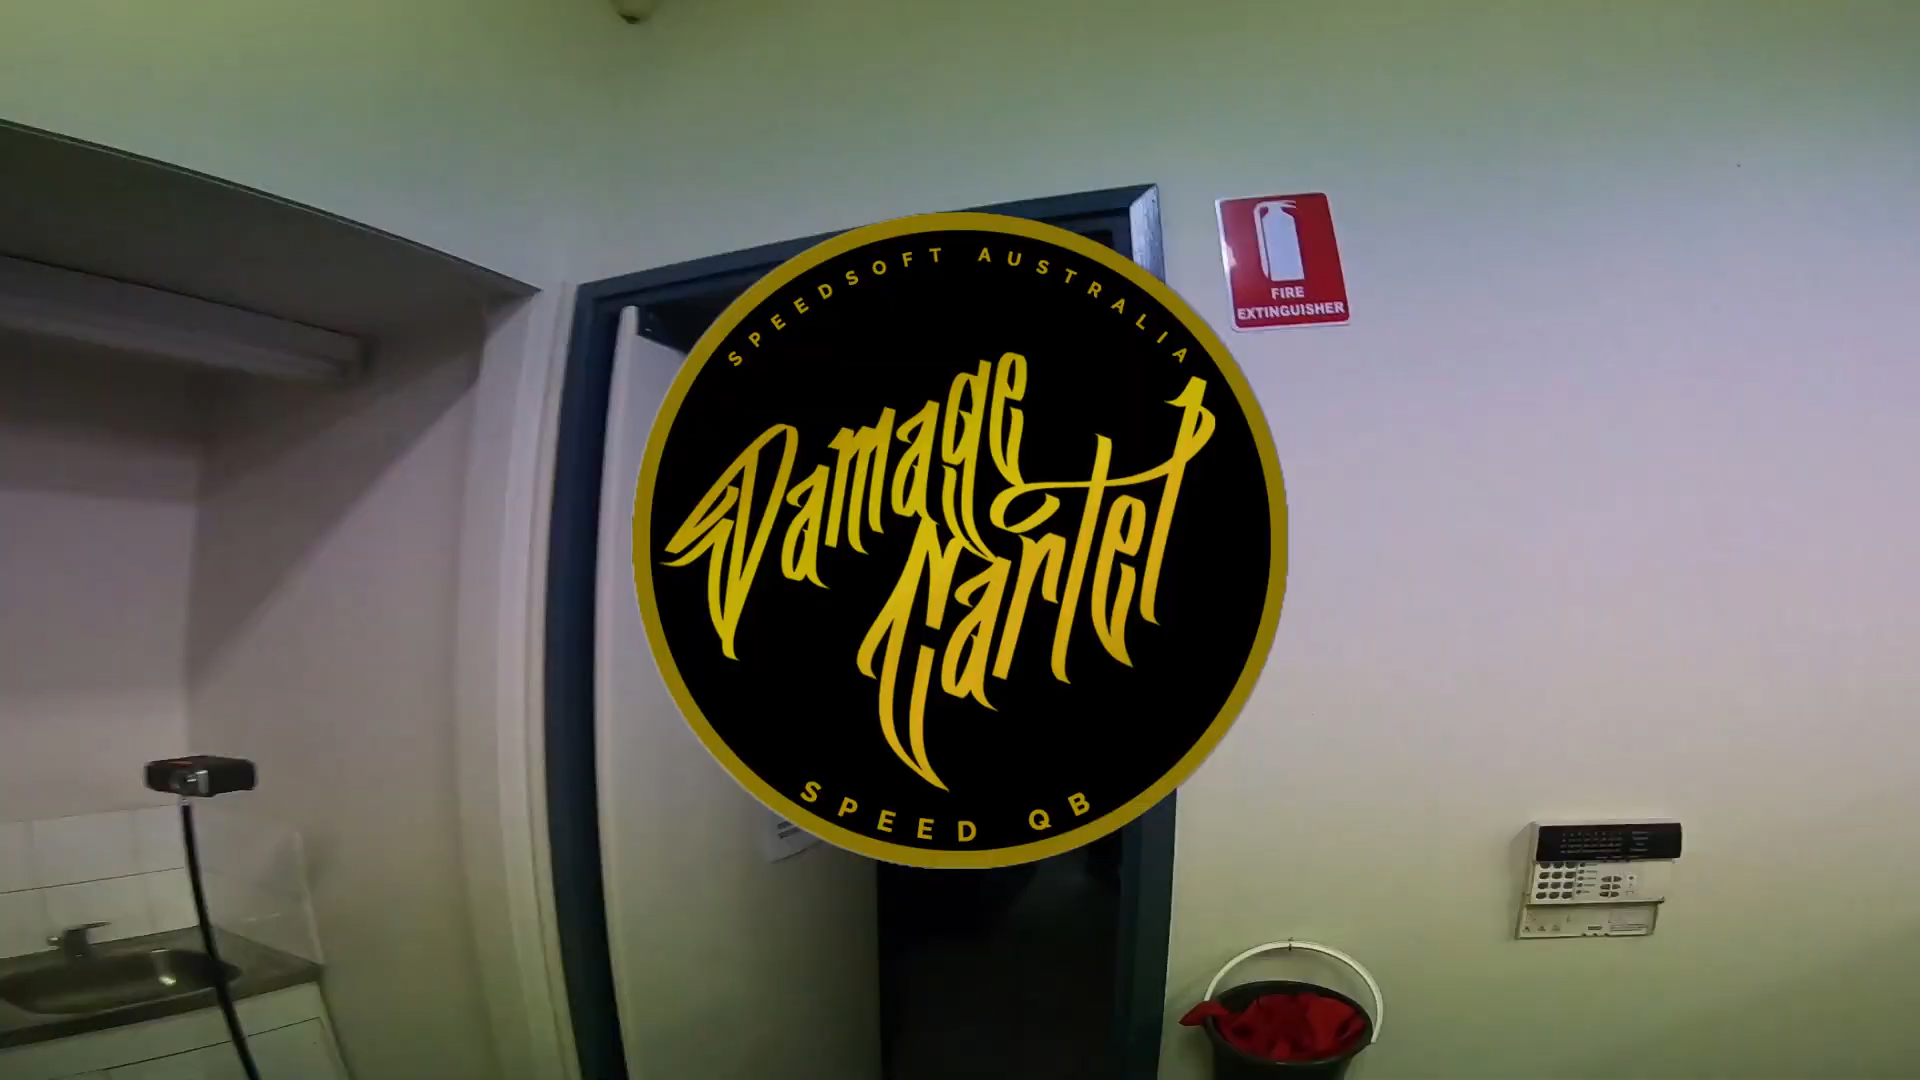 SPEEDSOFT AUSTRALIA
Damage
Cartel
SPEED QB
FIRE
EXTINGUISHER